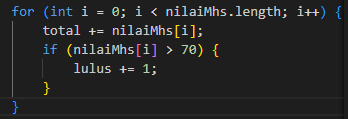 for (int i = 0; i < nilaiMhs.length; i++) {
    total += nilaiMhs[i];
    if (nilaiMhs[i] > 70) {
        lulus += 1;
    }
}